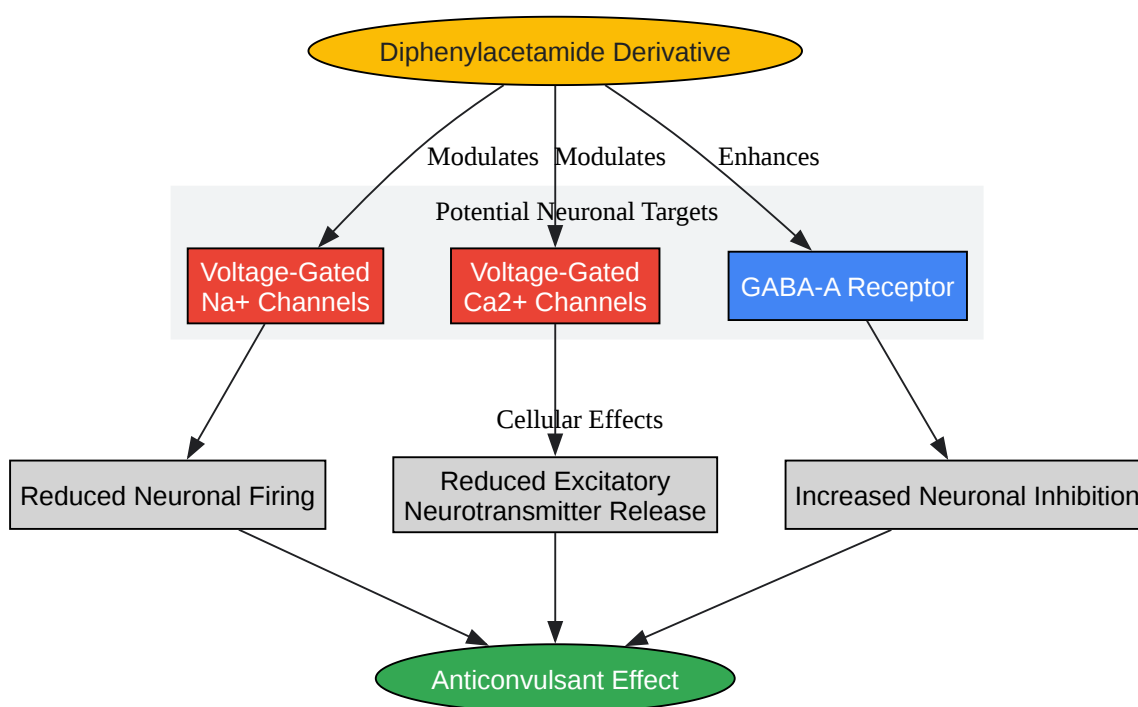 Diphenylacetamide Derivative
Modulates
Modulates
Enhances
Potential Neuronal Targets
Voltage-Gated
Na+ Channels
Voltage-Gated
Ca2+ Channels
GABA-A Receptor
Cellular Effects
Reduced Neuronal Firing
Reduced Excitatory
Neurotransmitter Release
Increased Neuronal Inhibition
Anticonvulsant Effect